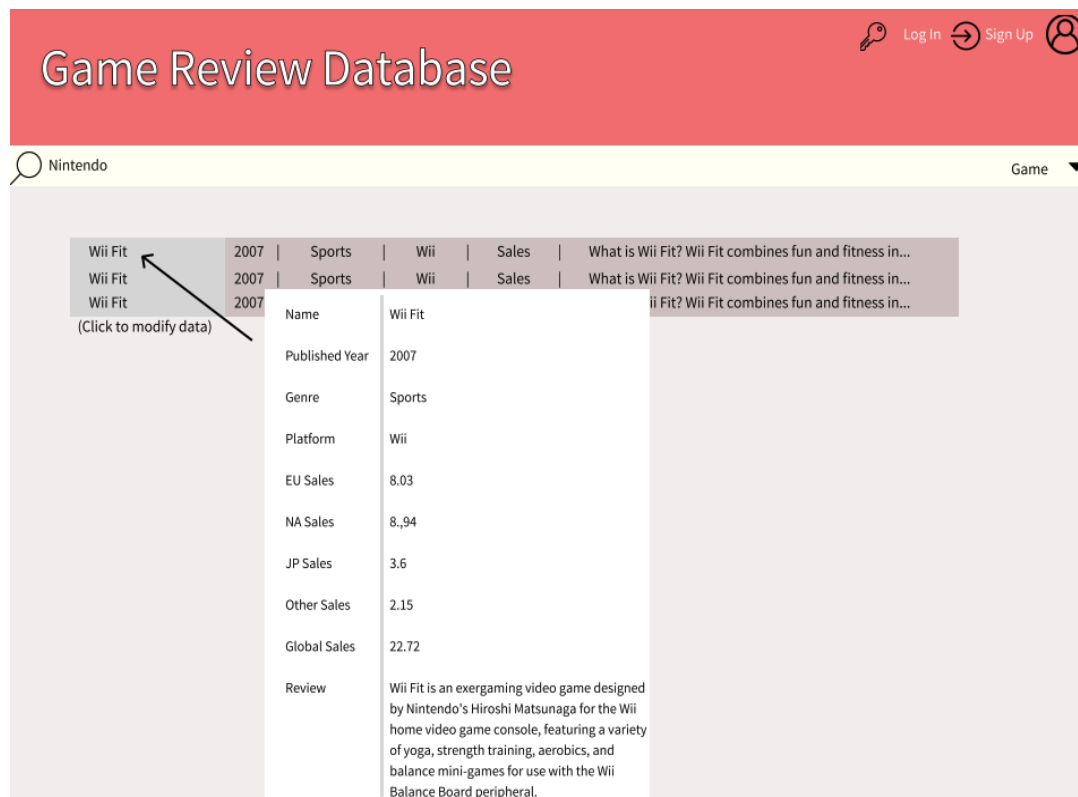 Log In Sign Up
Game Review Database
Nintendo
Game
Wii Fit 2007 | Sports | Wii | Sales | What is Wii Fit? Wii Fit combines fun and fitness in...
Wii Fit 2007 | Sports | Wii | Sales | What is Wii Fit? Wii Fit combines fun and fitness in...
Wii Fit 2007 ii Fit? Wii Fit combines fun and fitness in...
(Click to modify data)
Name Wii Fit
Published Year 2007
Genre Sports
Platform Wii
EU Sales 8.03
NA Sales 8.,94
JP Sales 3.6
Other Sales 2.15
Global Sales 22.72
Review Wii Fit is an exergaming video game designed
by Nintendo's Hiroshi Matsunaga for the Wii
home video game console, featuring a variety
of yoga, strength training, aerobics, and
balance mini-games for use with the Wii
Balance Board peripheral.